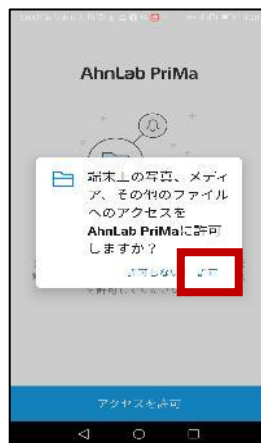 AhnLab PriMa
端末上の写真、メディ
ア、その他のファイル
へのアクセスを
AhnLab PriMaに許可
しますか？
許可しない 許可
アクセスを許可